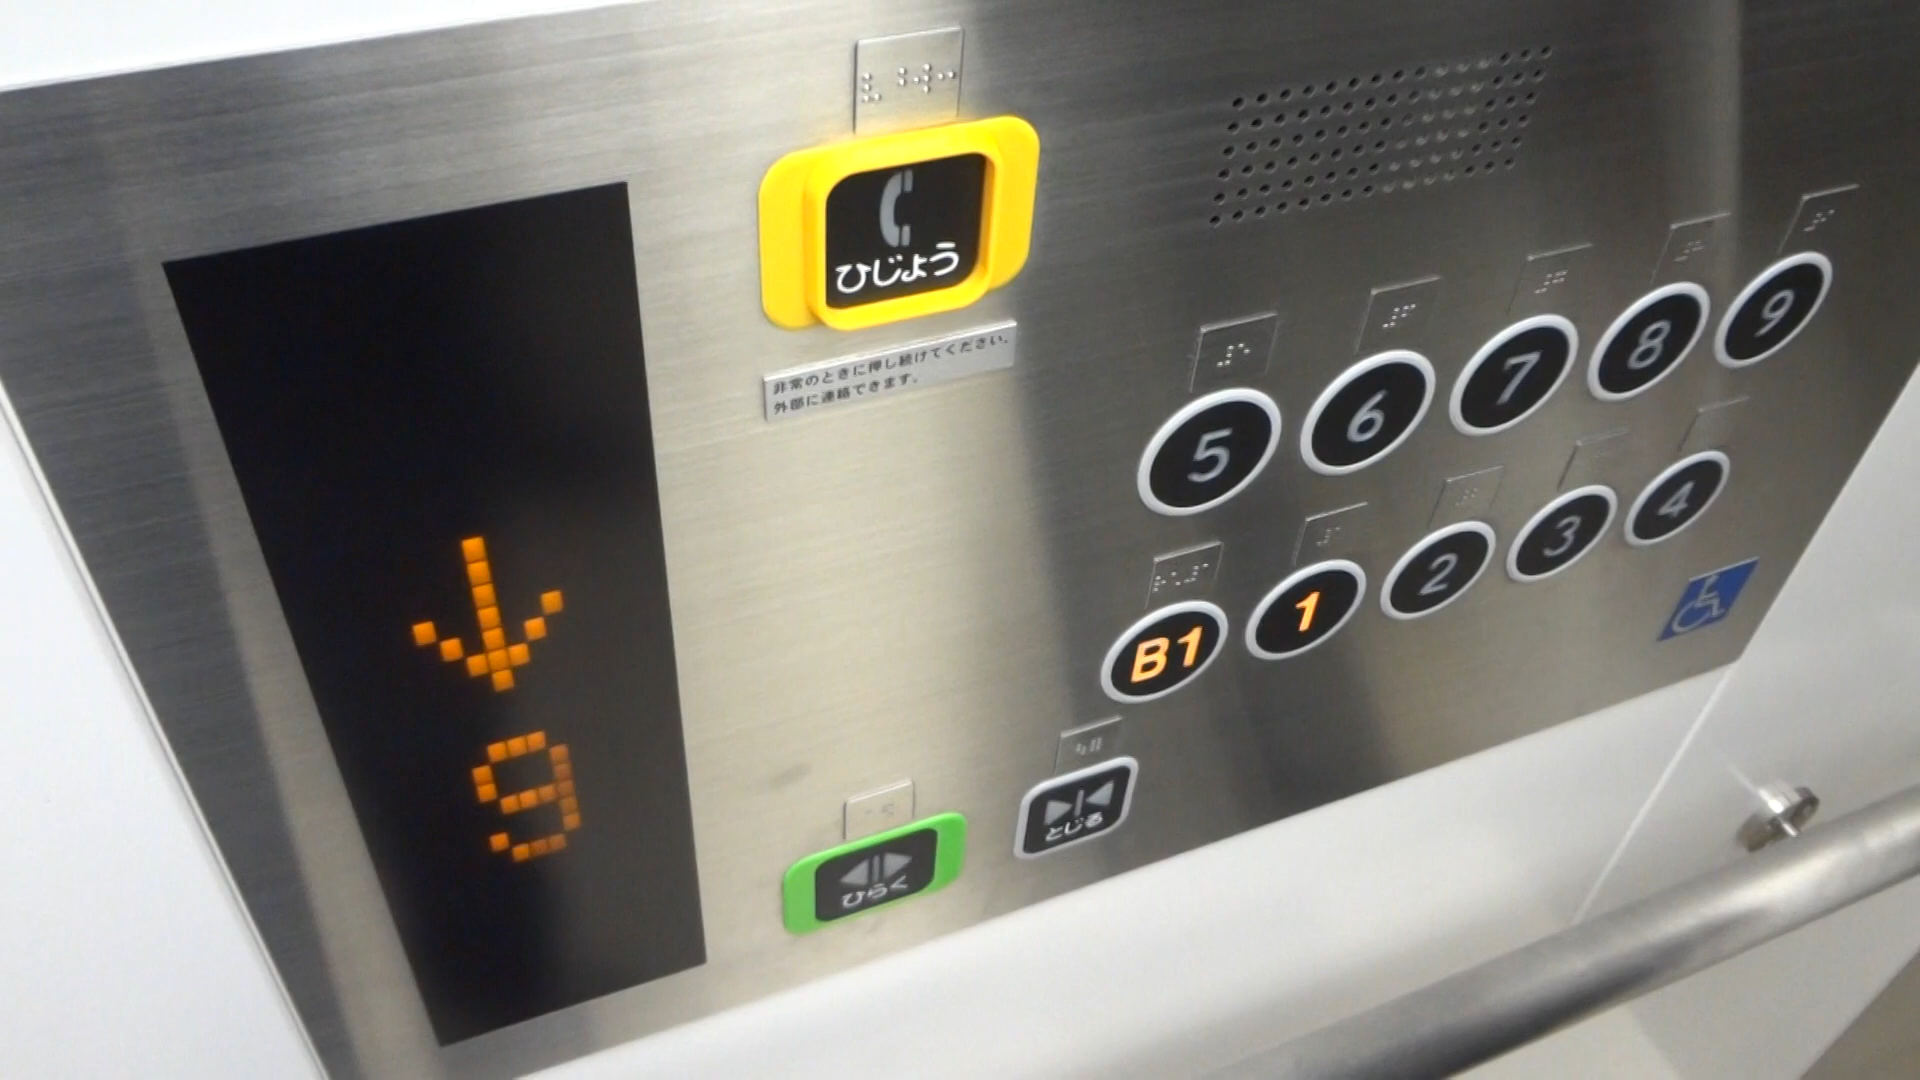 ひじょう
非常のときに押し続けてください。
外部に連絡できます。
5 6 7 8 9
B1 1 2 3 4
9
ひらく
とじる